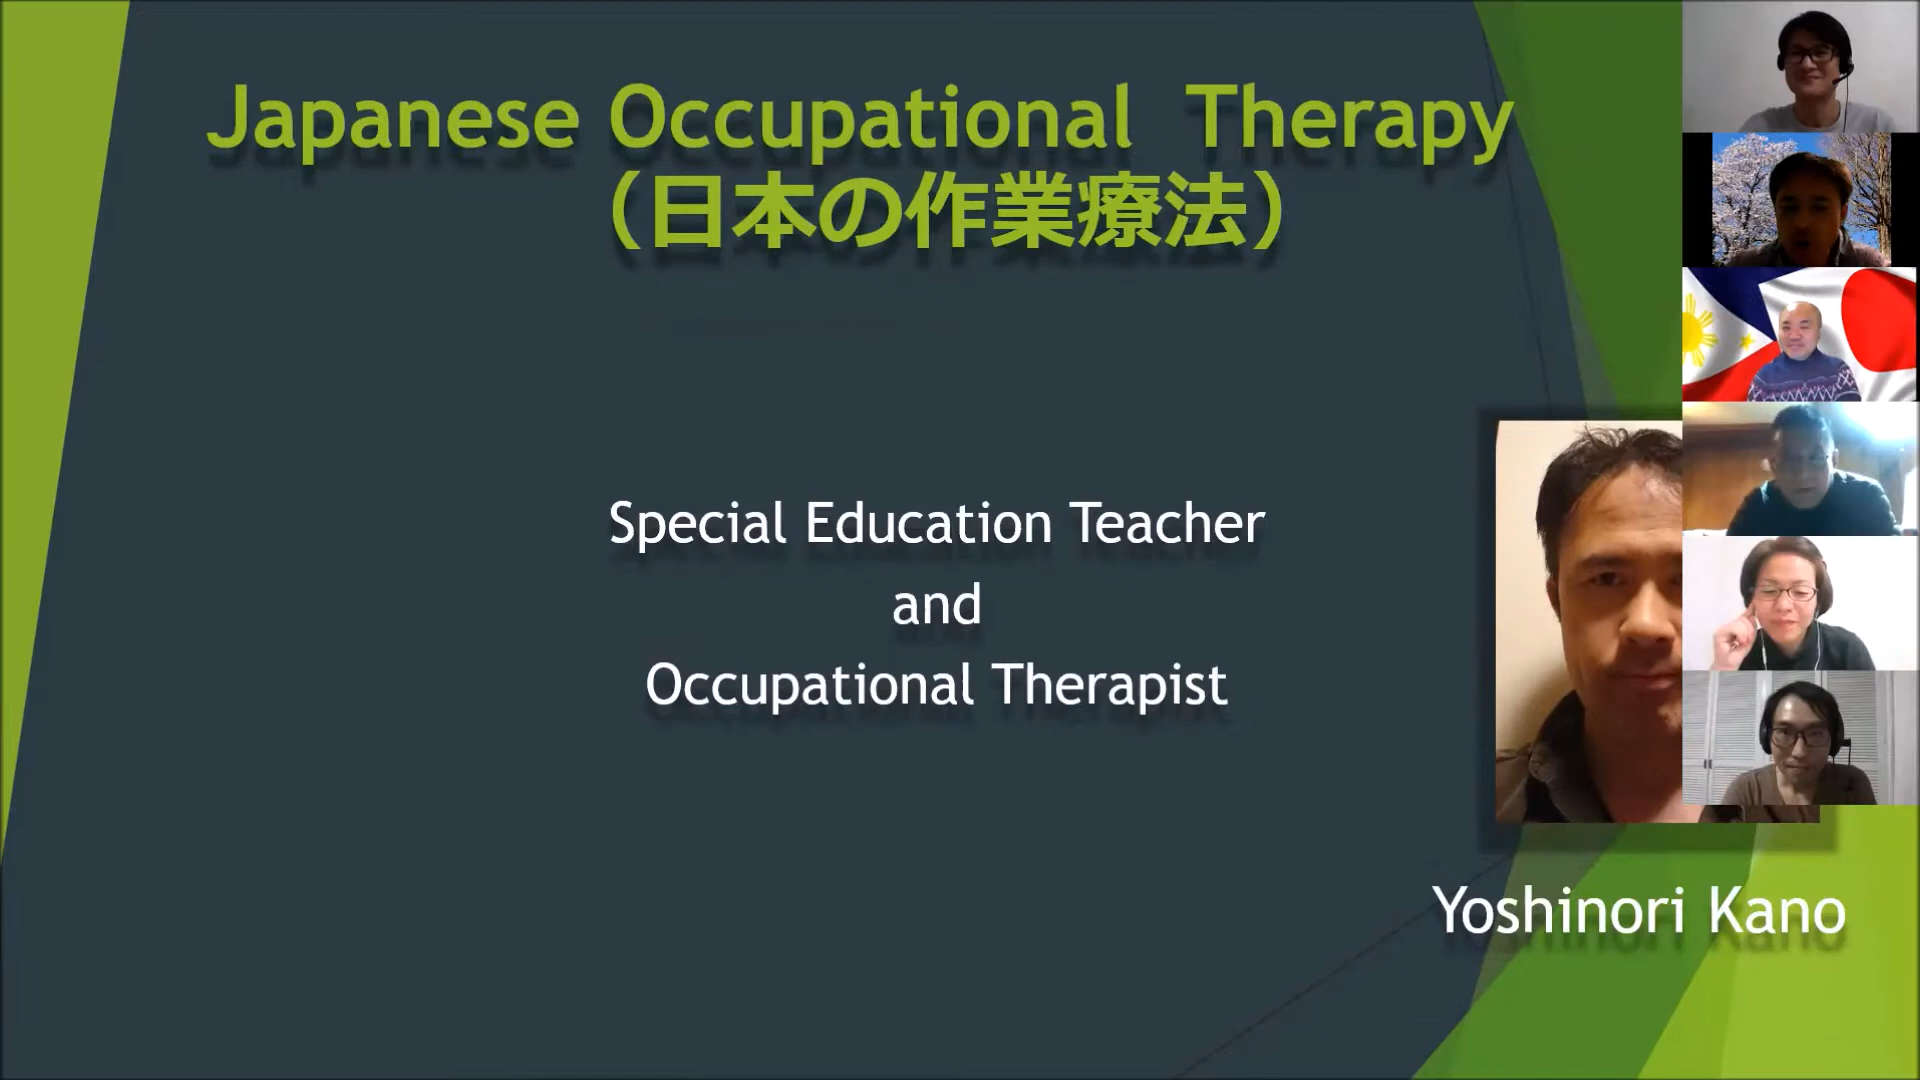 Japanese Occupational Therapy
（日本の作業療法）
Special Education Teacher
and
Occupational Therapist
Yoshinori Kano